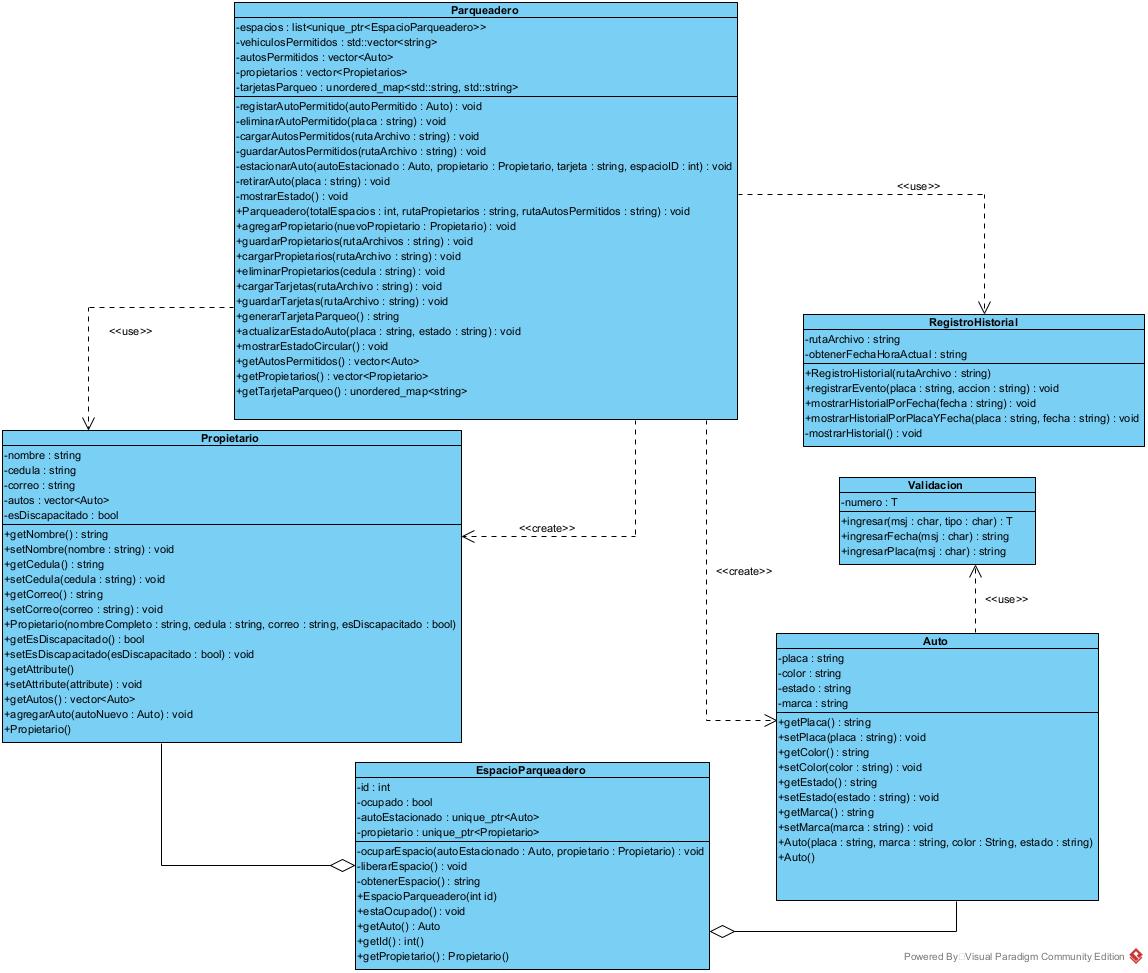 Parqueadero
-espacios : list<unique_ptr<EspacioParqueadero>>
-vehiculosPermitidos : std::vector<string>
-autosPermitidos : vector<Auto>
-propietarios : vector<Propietarios>
-tarjetasParqueo : unordered_map<std::string, std::string>
-registarAutoPermitido(autoPermitido : Auto) : void
-eliminarAutoPermitido(placa : string) : void
-cargarAutosPermitidos(rutaArchivo : string) : void
-guardarAutosPermitidos(rutaArchivo : string) : void
-estacionarAuto(autoEstacionado : Auto, propietario : Propietario, tarjeta : string, espacioID : int) : void
-retirarAuto(placa : string) : void
-mostrarEstado() : void
+Parqueadero(totalEspacios : int, rutaPropietarios : string, rutaAutosPermitidos : string) : void
+agregarPropietario(nuevoPropietario : Propietario) : void
+guardarPropietarios(rutaArchivos : string) : void
+cargarPropietarios(rutaArchivo : string) : void
+eliminarPropietarios(cedula : string) : void
+cargarTarjetas(rutaArchivo : string) : void
+guardarTarjetas(rutaArchivo : string) : void
+generarTarjetaParqueo() : string
+actualizarEstadoAuto(placa : string, estado : string) : void
+mostrarEstadoCircular() : void
+getAutosPermitidos() : vector<Auto>
+getPropietarios() : vector<Propietario>
+getTarjetaParqueo() : unordered_map<string>
<<use>>
<<use>>
RegistroHistorial
-rutaArchivo : string
-obtenerFechaHoraActual : string
+RegistroHistorial(rutaArchivo : string)
+registrarEvento(placa : string, accion : string) : void
+mostrarHistorialPorFecha(fecha : string) : void
+mostrarHistorialPorPlacaYFecha(placa : string, fecha : string) : void
-mostrarHistorial() : void
Propietario
-nombre : string
-cedula : string
-correo : string
-autos : vector<Auto>
-esDiscapacitado : bool
+getNombre() : string
+setNombre(nombre : string) : void
+getCedula() : string
+setCedula(cedula : string) : void
+getCorreo() : string
+setCorreo(correo : string) : void
+Propietario(nombreCompleto : string, cedula : string, correo : string, esDiscapacitado : bool)
+getEsDiscapacitado() : bool
+setEsDiscapacitado(esDiscapacitado : bool) : void
+getAttribute()
+setAttribute(attribute) : void
+getAutos() : vector<Auto>
+agregarAuto(autoNuevo : Auto) : void
+Propietario()
<<create>>
<<create>>
Validacion
-numero : T
+ingresar(msj : char, tipo : char) : T
+ingresarFecha(msj : char) : string
+ingresarPlaca(msj : char) : string
<<use>>
Auto
-placa : string
-color : string
-estado : string
-marca : string
+getPlaca() : string
+setPlaca(placa : string) : void
+getColor() : string
+setColor(color : string) : void
+getEstado() : string
+setEstado(estado : string) : void
+getMarca() : string
+setMarca(marca : string) : void
+Auto(placa : string, marca : string, color : String, estado : string)
+Auto()
EspacioParqueadero
-id : int
-ocupado : bool
-autoEstacionado : unique_ptr<Auto>
-propietario : unique_ptr<Propietario>
-ocuparEspacio(autoEstacionado : Auto, propietario : Propietario) : void
-liberarEspacio() : void
-obtenerEspacio() : string
+EspacioParqueadero(int id)
+estaOcupado() : void
+getAuto() : Auto
+getId() : int()
+getPropietario() : Propietario()
Powered By Visual Paradigm Community Edition